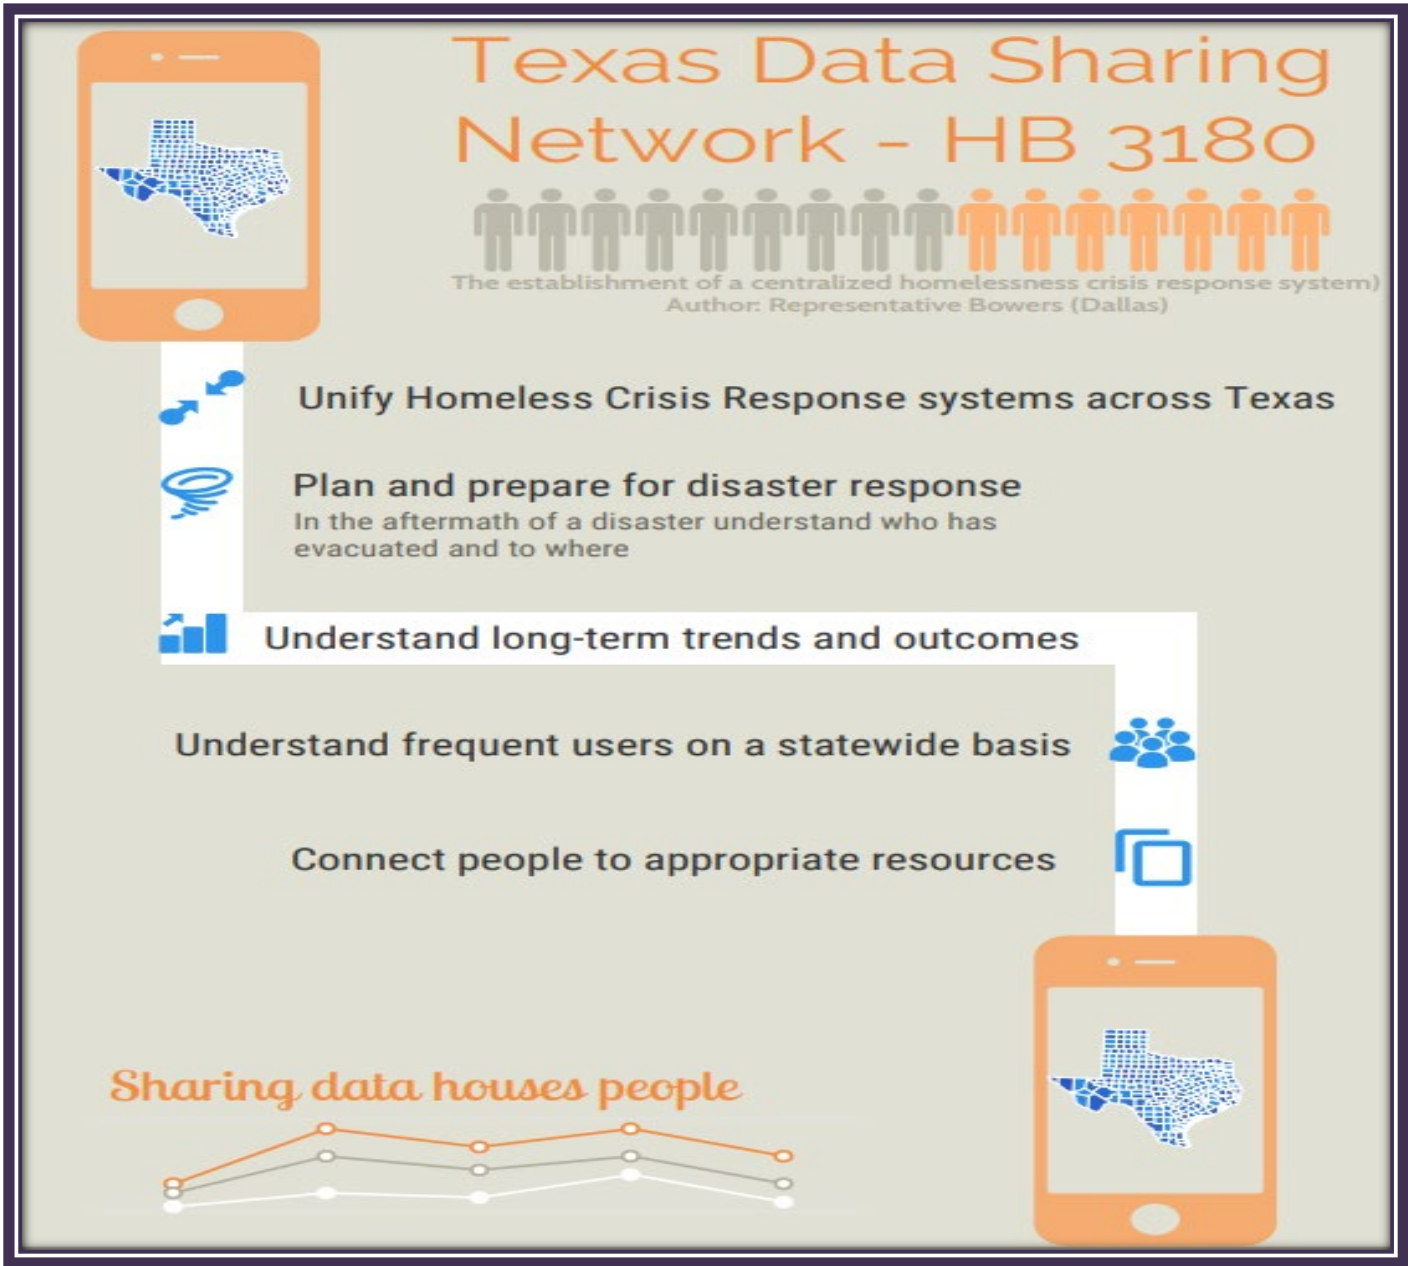 Texas Data Sharing
Network - HB 3180
The establishment of a centralized homelessness crisis response system)
Author: Representative Bowers (Dallas)
Unify Homeless Crisis Response systems across Texas
Plan and prepare for disaster response
In the aftermath of a disaster understand who has
evacuated and to where
Understand long-term trends and outcomes
Understand frequent users on a statewide basis
Connect people to appropriate resources
Sharing data houses people